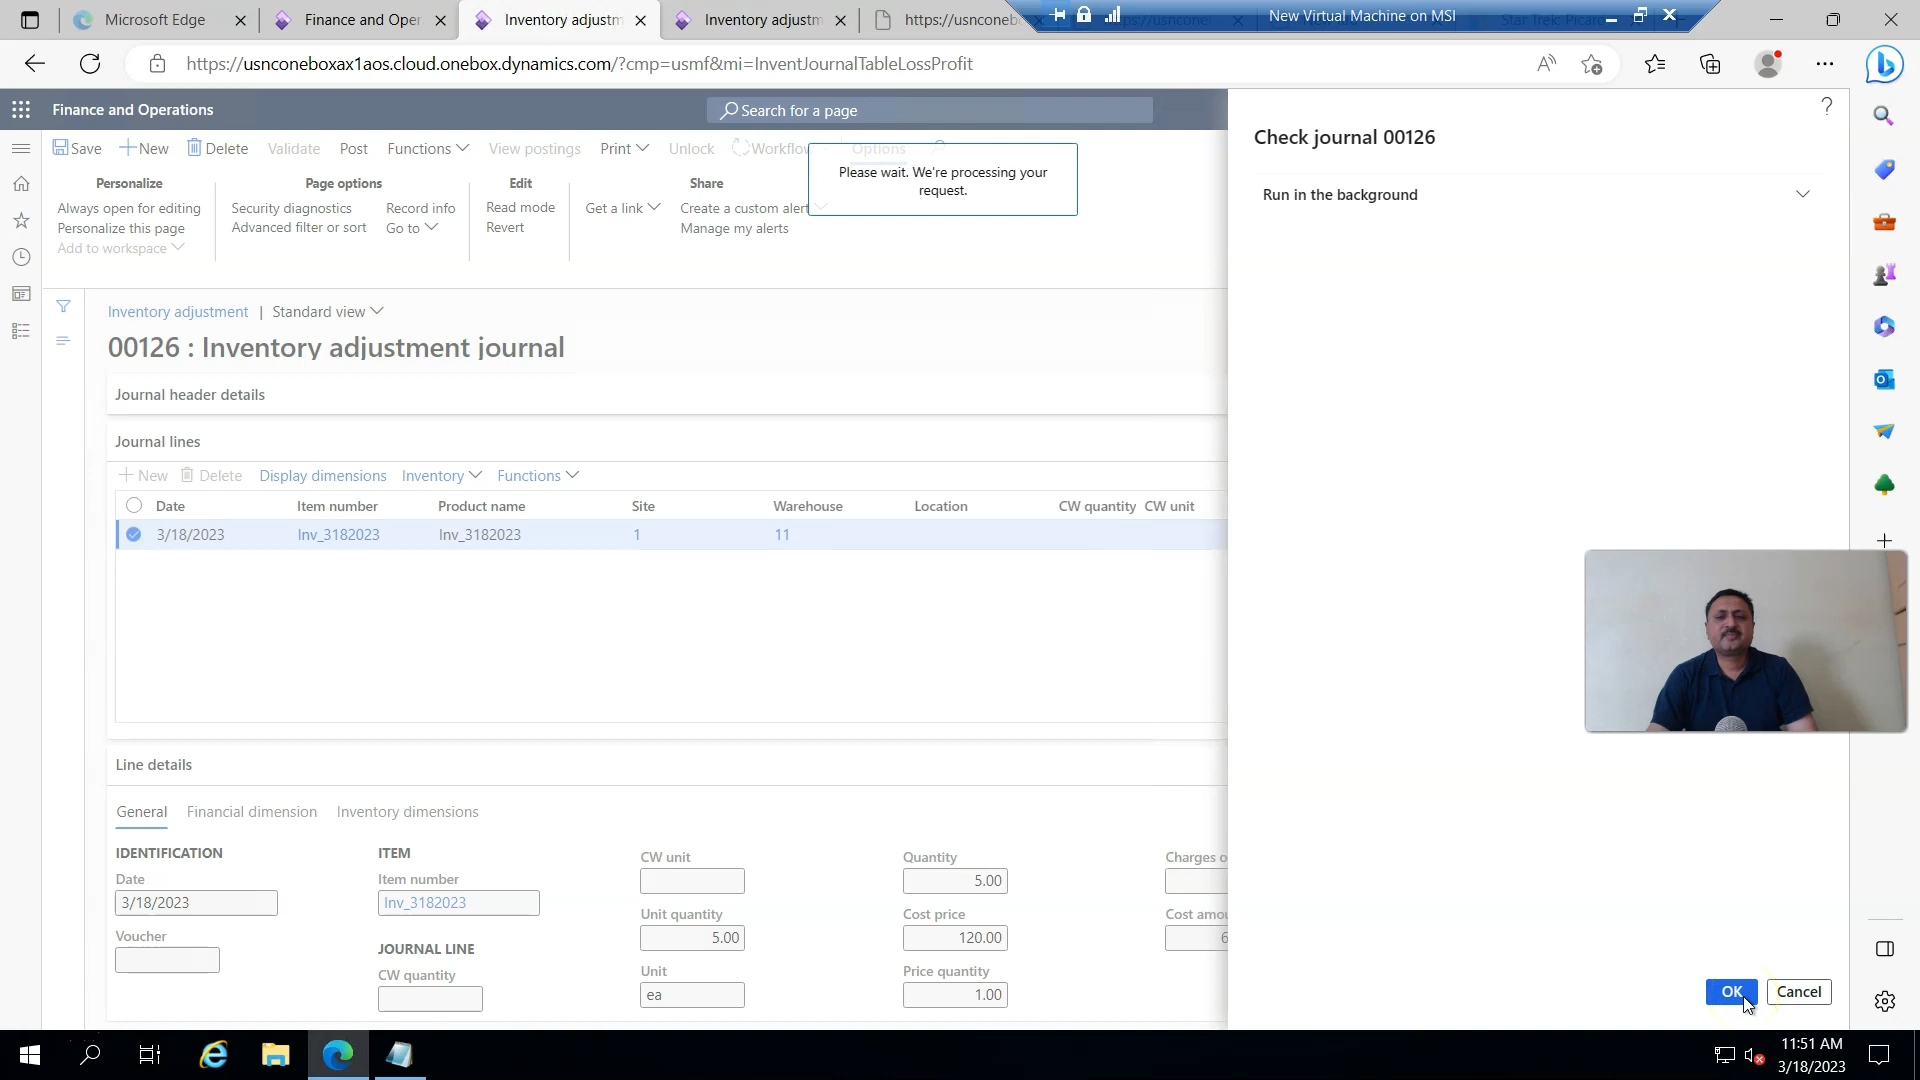 Microsoft Edge
Finance and Oper
Inventory adjustm
Inventory adjustm
https://usnconeb
New Virtual Machine on MSI
https://usnconeboxax1aos.cloud.onebox.dynamics.com/?cmp=usmf&mi=InventJournalTableLossProfit
Finance and Operations
Search for a page
?
Save New Delete Validate Post Functions View postings Print Unlock Workflow Options
Please wait. We're processing your
request.
Check journal 00126
Run in the background
Personalize
Always open for editing
Personalize this page
Add to workspace
Page options
Security diagnostics
Advanced filter or sort
Record info
Go to
Edit
Read mode
Revert
Share
Get a link
Create a custom alert
Manage my alerts
Inventory adjustment | Standard view
00126 : Inventory adjustment journal
Journal header details
Journal lines
New Delete Display dimensions Inventory Functions
Date Item number Product name Site Warehouse Location CW quantity CW unit
3/18/2023 Inv_3182023 Inv_3182023 1 11
Line details
General Financial dimension Inventory dimensions
IDENTIFICATION
Date
3/18/2023
Voucher
ITEM
Item number
Inv_3182023
JOURNAL LINE
CW quantity
CW unit
Unit quantity
5.00
Unit
ea
Quantity
5.00
Cost price
120.00
Price quantity
1.00
Charges o
Cost amou
6
OK
Cancel
11:51 AM
3/18/2023